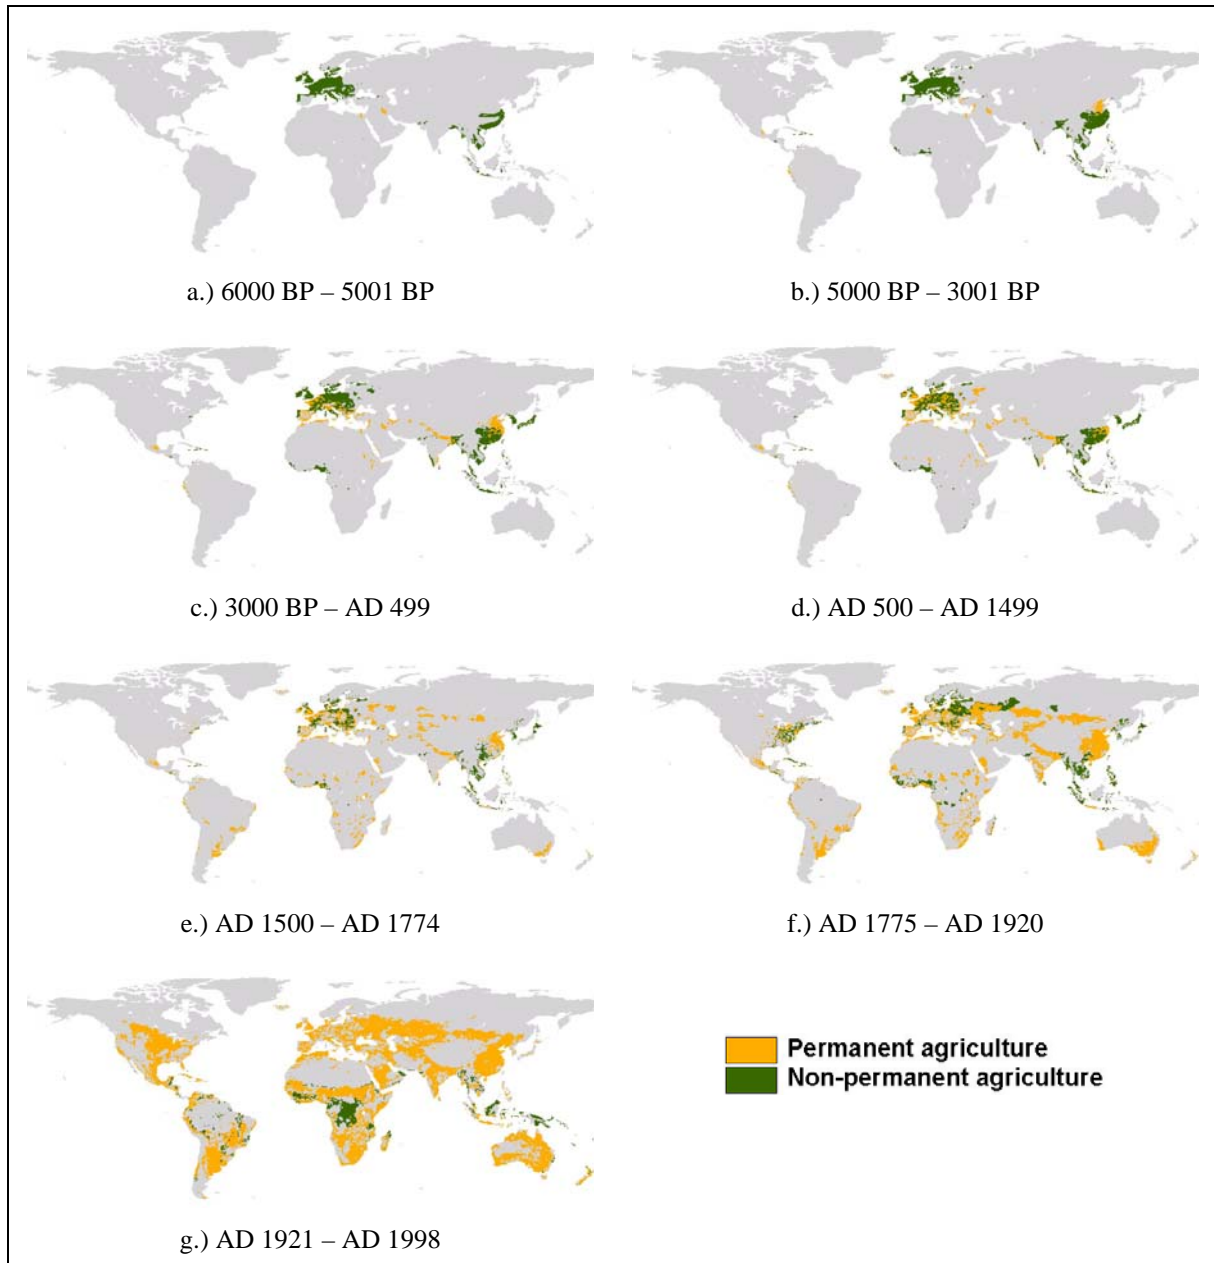 a.) 6000 BP – 5001 BP
b.) 5000 BP – 3001 BP
c.) 3000 BP – AD 499
d.) AD 500 – AD 1499
e.) AD 1500 – AD 1774
f.) AD 1775 – AD 1920
Permanent agriculture
Non-permanent agriculture
g.) AD 1921 – AD 1998